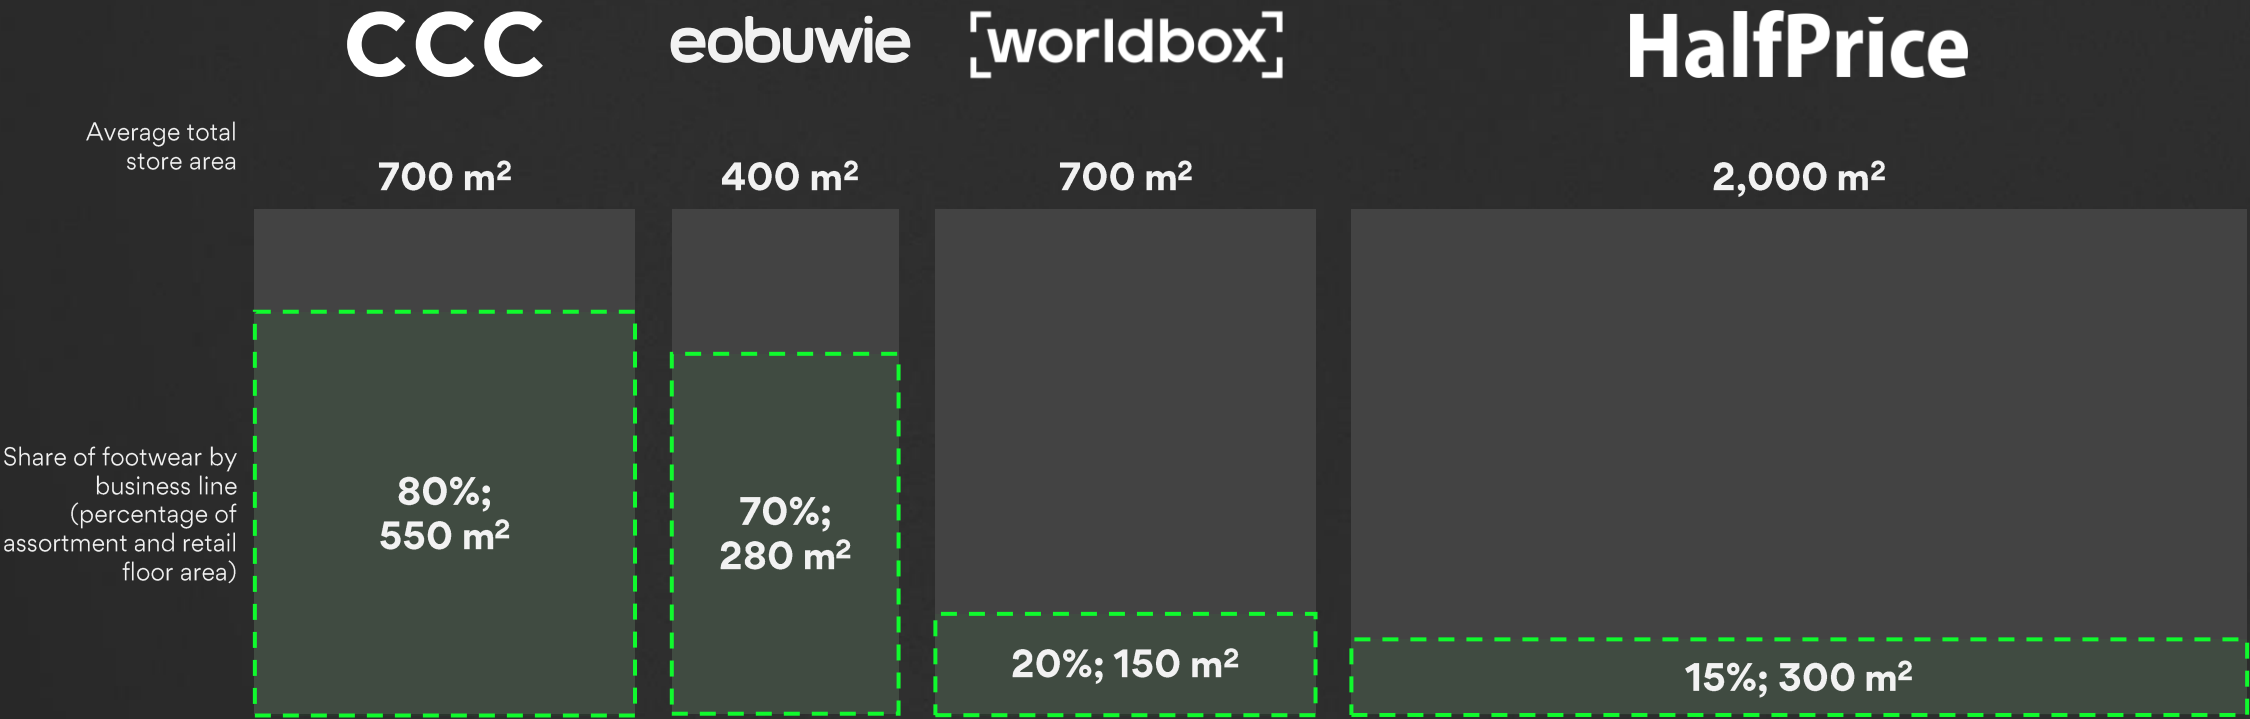 CCC
eobuwie
[worldbox]
HalfPrice
Average total
store area
700 m²
400 m²
700 m²
2,000 m²
Share of footwear by
business line
(percentage of
assortment and retail
floor area)
80%;
550 m²
70%;
280 m²
20%; 150 m²
15%; 300 m²